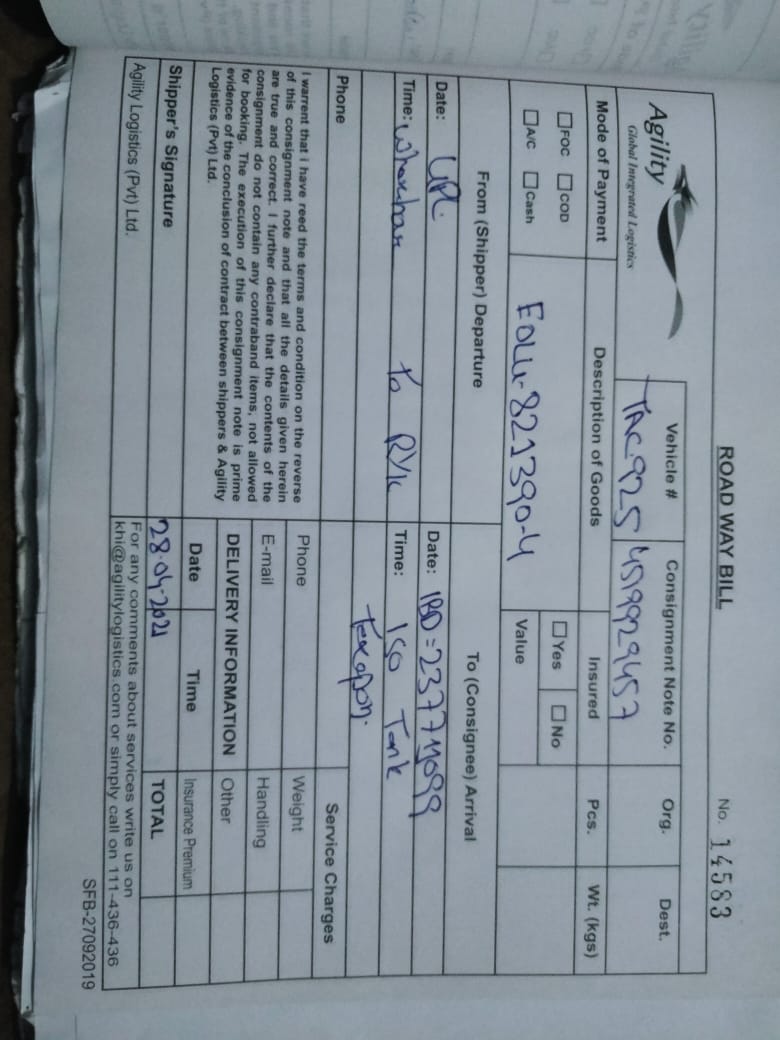 ROAD WAY BILL
No. 14583
Agility
Global Integrated Logistics
Vehicle #
TAC-925
Consignment Note No.
4519929457
Org.
Dest.
Mode of Payment
FOC COD
A/C Cash
Description of Goods
EOLU-821390-4
Insured
Yes No
Value
Pcs.
Wt. (kgs)
From (Shipper) Departure
Date: UPL
Time: to RYK
Phone
To (Consignee) Arrival
Date: IBD = 237711099
Time: ISO Tank
Texapon.
I warrent that i have reed the terms and condition on the reverse
of this consignment note and that all the details given herein
are true and correct. I further declare that the contents of the
consignment do not contain any contraband items, not allowed
for booking. The execution of this consignment note is prime
evidence of the conclusion of contract between shippers & Agility
Logistics (Pvt) Ltd.
Shipper's Signature
Agility Logistics (Pvt) Ltd.
Phone
E-mail
DELIVERY INFORMATION
Date Time
28-04-2021
Service Charges
Weight
Handling
Other
Insurance Premium
TOTAL
For any comments about services write us on
khi@agilitylogistics.com or simply call on 111-436-436
SFB-27092019